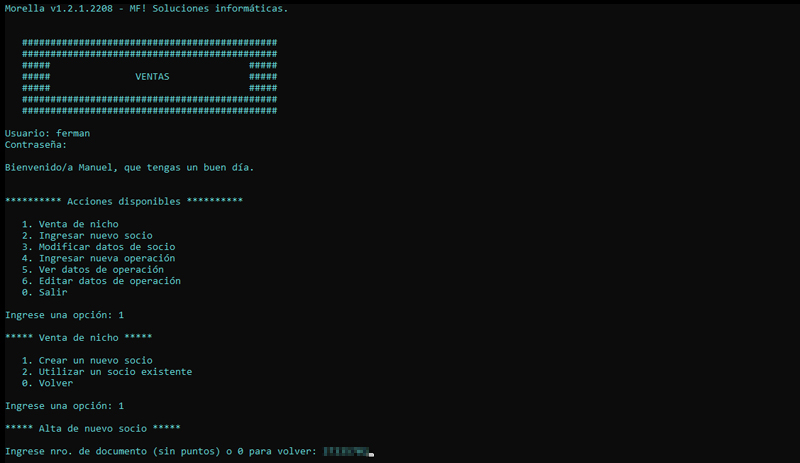 Morella v1.2.1.2208 - MF! Soluciones informáticas.
#############################################
#############################################
##### #####
##### VENTAS #####
##### #####
#############################################
#############################################
Usuario: ferman
Contraseña:
Bienvenido/a Manuel, que tengas un buen día.
********** Acciones disponibles **********
1. Venta de nicho
2. Ingresar nuevo socio
3. Modificar datos de socio
4. Ingresar nueva operación
5. Ver datos de operación
6. Editar datos de operación
0. Salir
Ingrese una opción: 1
***** Venta de nicho *****
1. Crear un nuevo socio
2. Utilizar un socio existente
0. Volver
Ingrese una opción: 1
***** Alta de nuevo socio *****
Ingrese nro. de documento (sin puntos) o 0 para volver: